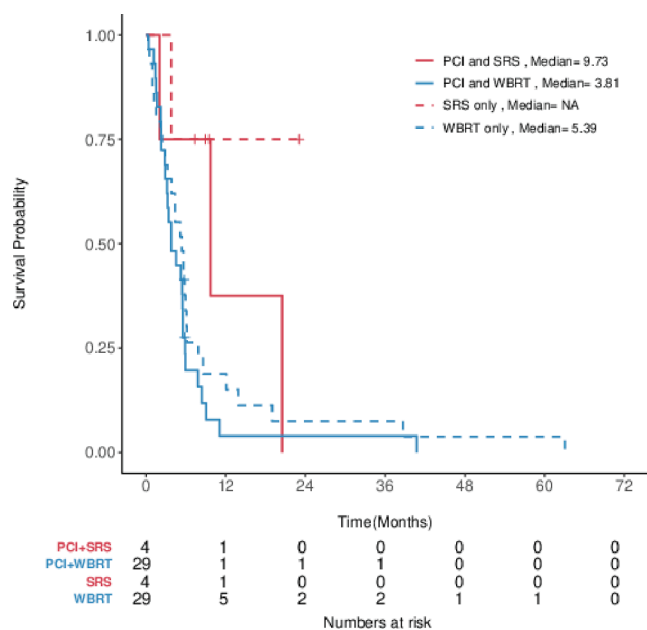 1.00
0.75
0.50
0.25
0.00
Survival Probability
PCI and SRS , Median= 9.73
PCI and WBRT , Median= 3.81
SRS only , Median= NA
WBRT only , Median= 5.39
0 12 24 36 48 60 72
Time(Months)
PCI+SRS 4 1 0 0 0 0 0
PCI+WBRT 29 1 1 1 0 0 0
SRS 4 1 0 0 0 0 0
WBRT 29 5 2 2 1 1 0
Numbers at risk